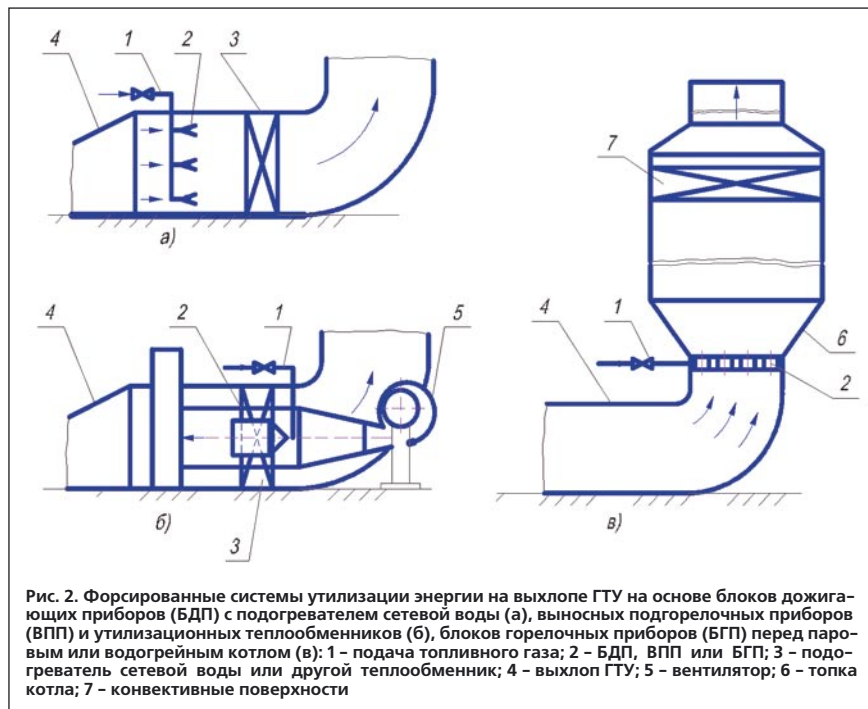 4 1 2 3
а)
7
4 2 1 5
3
б)
4 1 6
2
в)
Рис. 2. Форсированные системы утилизации энергии на выхлопе ГТУ на основе блоков дожига-
ющих приборов (БДП) с подогревателем сетевой воды (а), выносных подгорелочных приборов
(ВПП) и утилизационных теплообменников (б), блоков горелочных приборов (БГП) перед паро-
вым или водогрейным котлом (в): 1 – подача топливного газа; 2 – БДП, ВПП или БГП; 3 – подо-
греватель сетевой воды или другой теплообменник; 4 – выхлоп ГТУ; 5 – вентилятор; 6 – топка
котла; 7 – конвективные поверхности